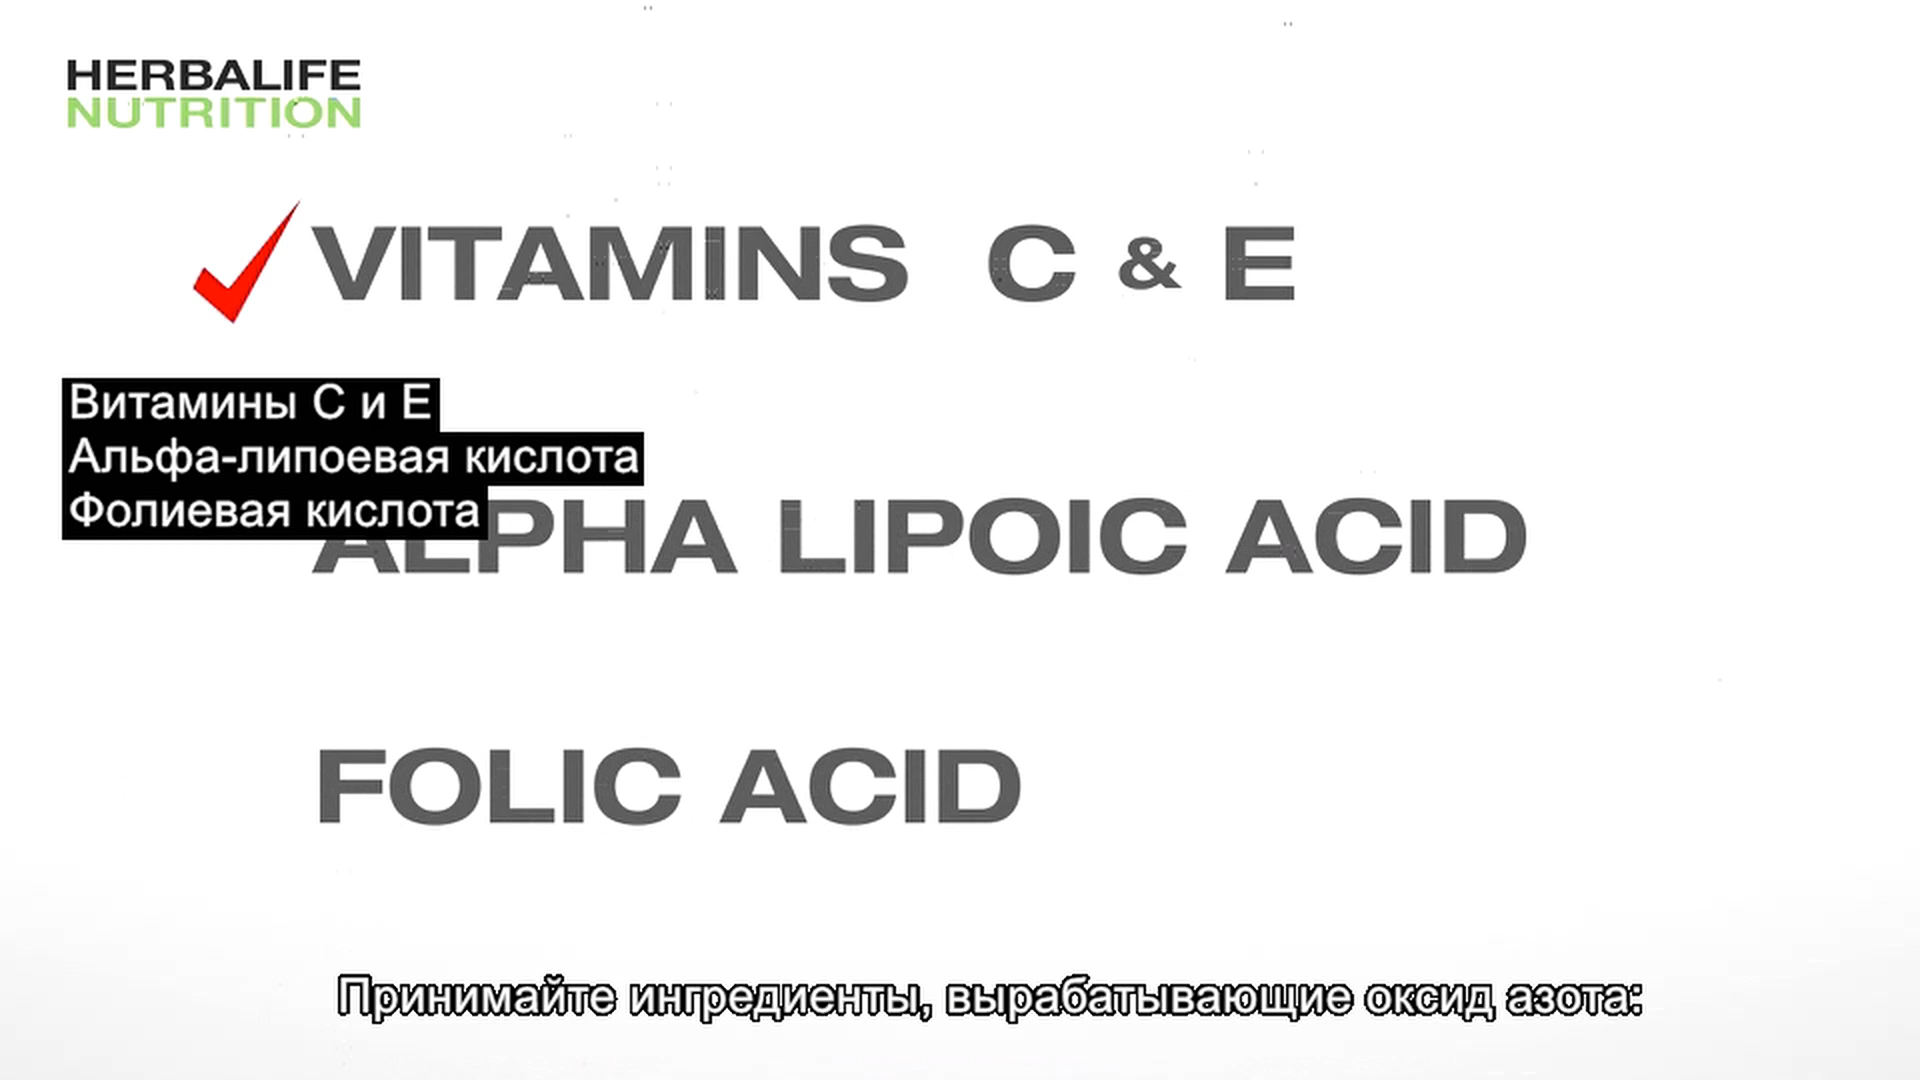 HERBALIFE
NUTRITION
VITAMINS C & E
Витамины С и Е
Альфа-липоевая кислота
Фолиевая кислота
ALPHA LIPOIC ACID
FOLIC ACID
Принимайте ингредиенты, вырабатывающие оксид азота: